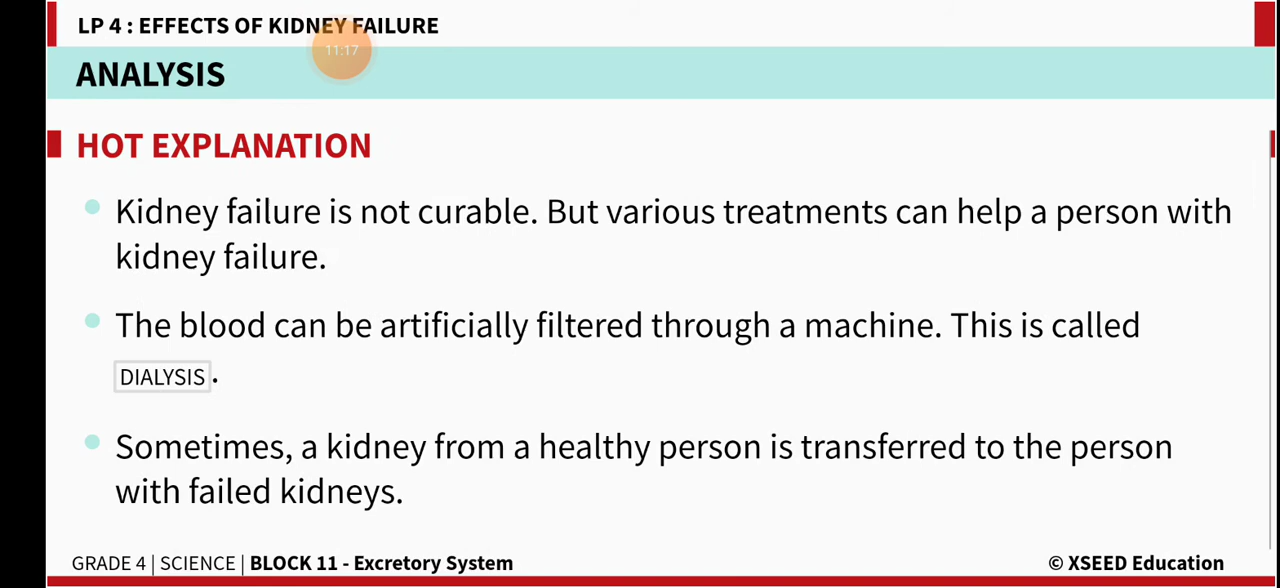 LP 4 : EFFECTS OF KIDNEY FAILURE
11:17
ANALYSIS
HOT EXPLANATION
Kidney failure is not curable. But various treatments can help a person with
kidney failure.
The blood can be artificially filtered through a machine. This is called
DIALYSIS .
Sometimes, a kidney from a healthy person is transferred to the person
with failed kidneys.
GRADE 4 | SCIENCE | BLOCK 11 - Excretory System
© XSEED Education